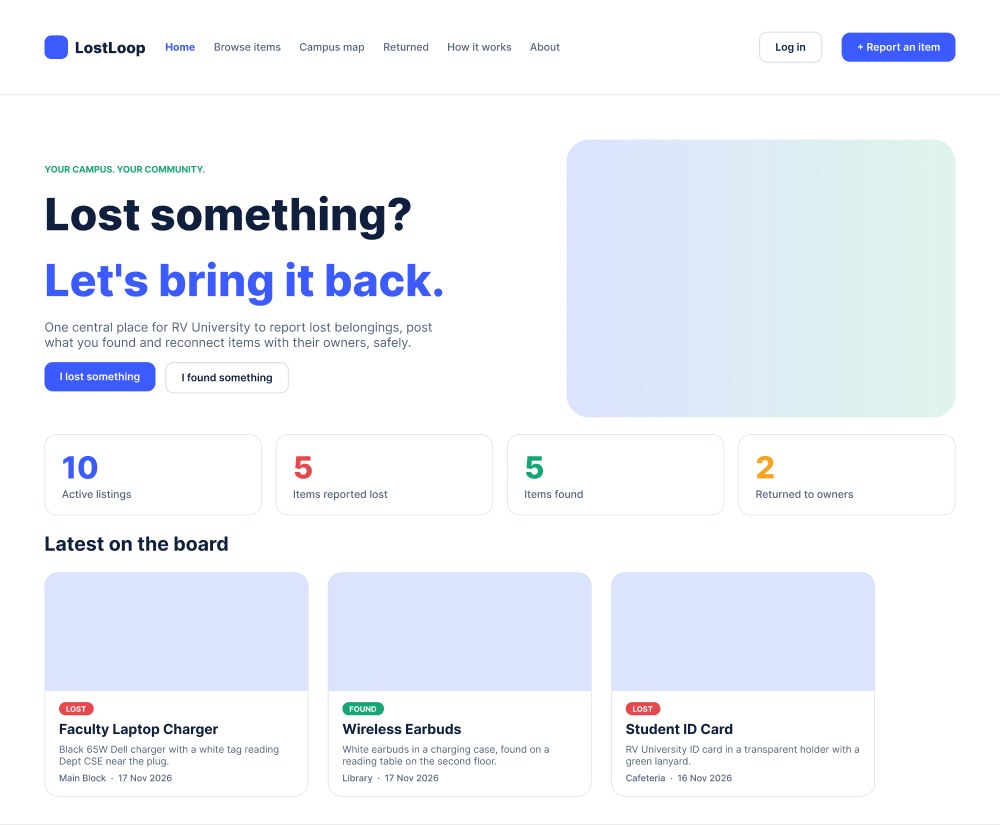 LostLoop
Home
Browse items
Campus map
Returned
How it works
About
Log in
+ Report an item
YOUR CAMPUS. YOUR COMMUNITY.
Lost something?
Let's bring it back.
One central place for RV University to report lost belongings, post
what you found and reconnect items with their owners, safely.
I lost something
I found something
10
Active listings
5
Items reported lost
5
Items found
2
Returned to owners
Latest on the board
LOST
Faculty Laptop Charger
Black 65W Dell charger with a white tag reading
Dept CSE near the plug.
Main Block · 17 Nov 2026
FOUND
Wireless Earbuds
White earbuds in a charging case, found on a
reading table on the second floor.
Library · 17 Nov 2026
LOST
Student ID Card
RV University ID card in a transparent holder with a
green lanyard.
Cafeteria · 16 Nov 2026